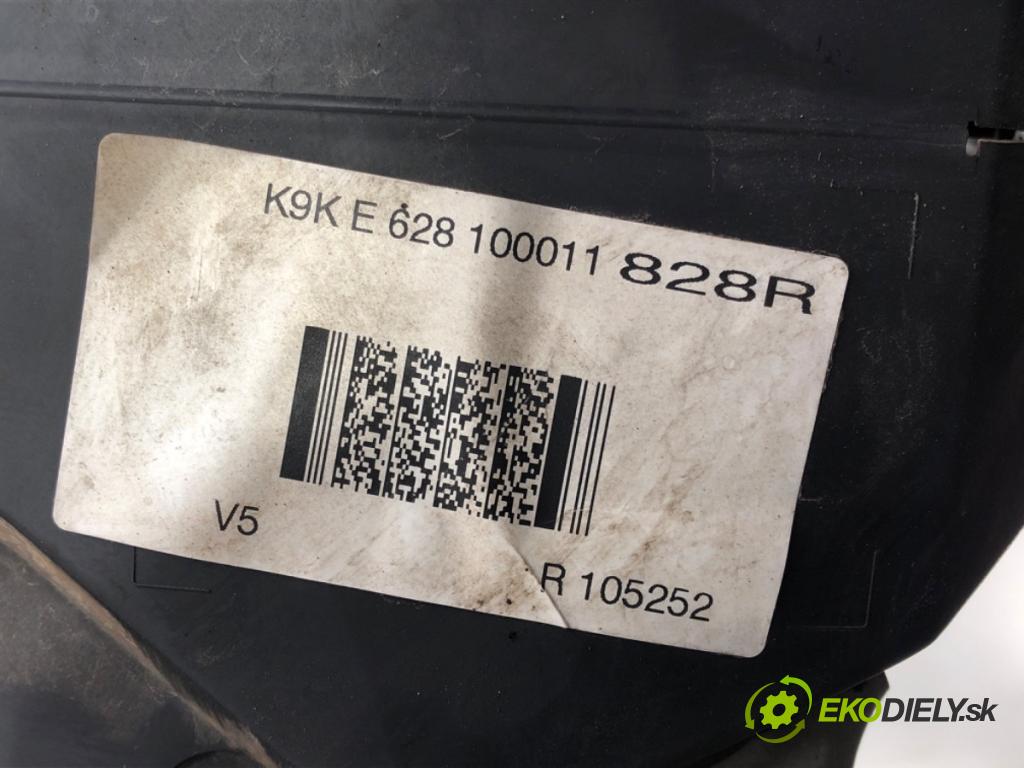 K9K E 628 100011 828R
V5
R 105252
EKODIELY.sk